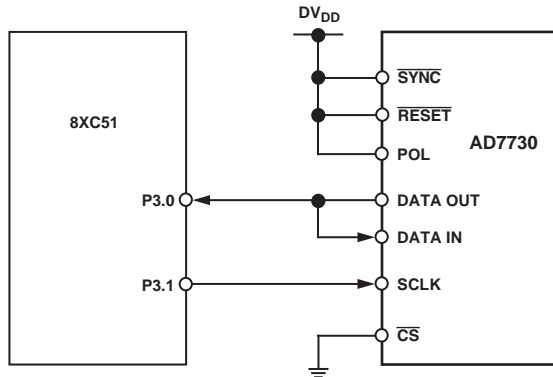 DVDD
8XC51
AD7730
SYNC
RESET
POL
P3.0
DATA OUT
DATA IN
P3.1
SCLK
CS